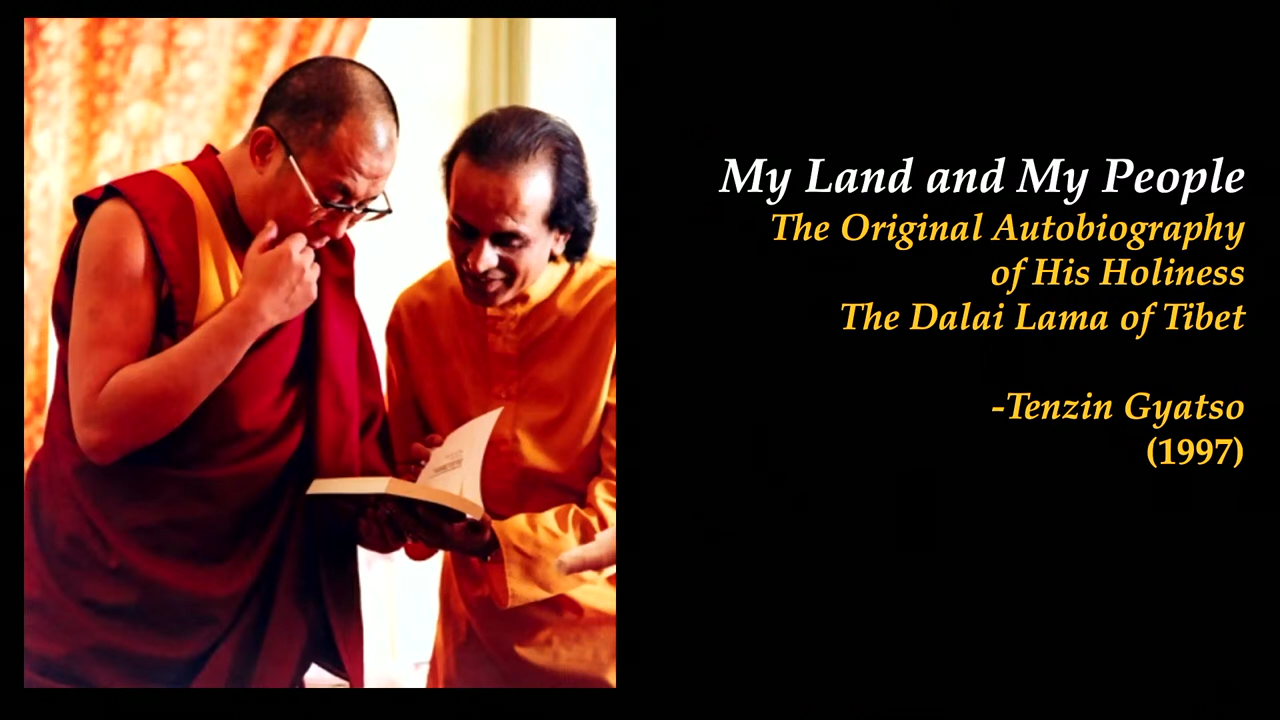 My Land and My People
The Original Autobiography
of His Holiness
The Dalai Lama of Tibet
-Tenzin Gyatso
(1997)